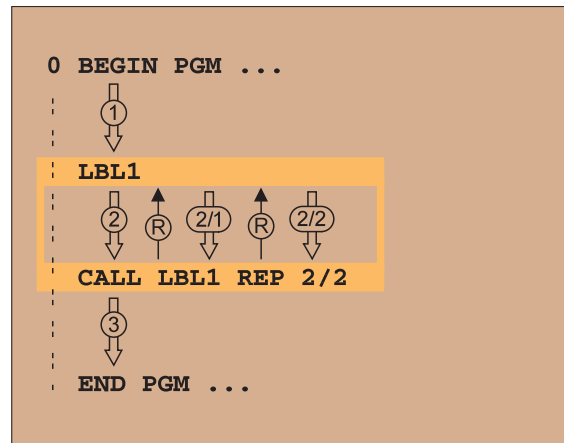 0 BEGIN PGM ...
1
LBL1
2 R 2/1 R 2/2
CALL LBL1 REP 2/2
3
END PGM ...